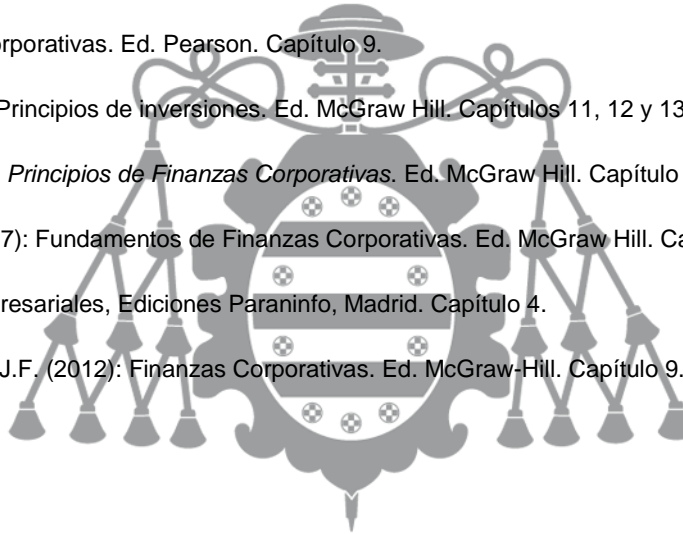 orporativas. Ed. Pearson. Capítulo 9.
Principios de inversiones. Ed. McGraw Hill. Capítulos 11, 12 y 13
Principios de Finanzas Corporativas. Ed. McGraw Hill. Capítulo
7): Fundamentos de Finanzas Corporativas. Ed. McGraw Hill. Ca
resariales, Ediciones Paraninfo, Madrid. Capítulo 4.
J.F. (2012): Finanzas Corporativas. Ed. McGraw-Hill. Capítulo 9.